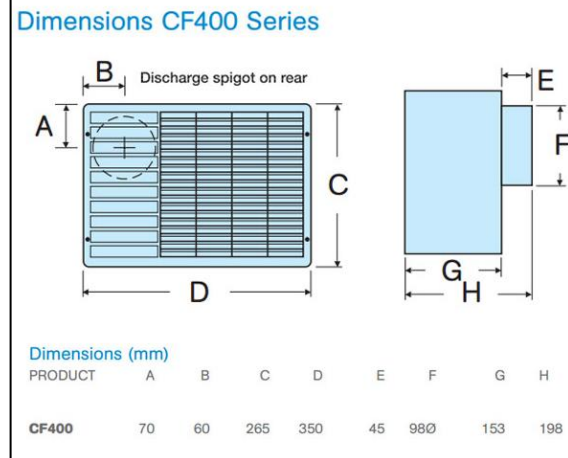 Dimensions CF400 Series
B Discharge spigot on rear
E
A
F
C
G
D
H
Dimensions (mm)
PRODUCT A B C D E F G H
CF400 70 60 265 350 45 98Ø 153 198